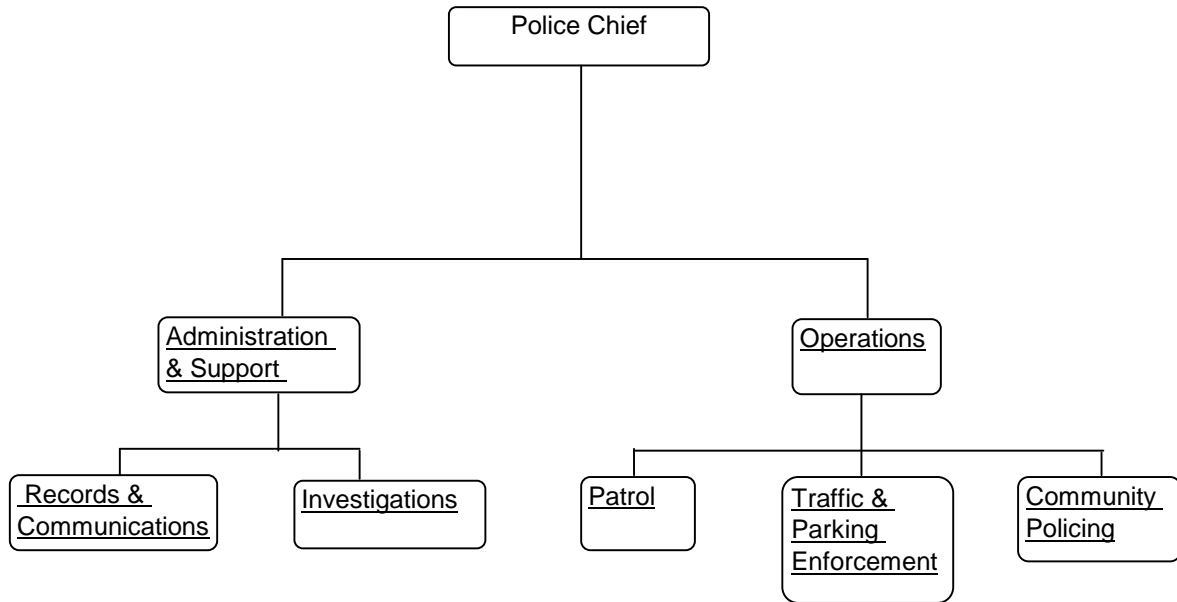 Police Chief
Administration
& Support
Operations
Records &
Communications
Investigations
Patrol
Traffic &
Parking
Enforcement
Community
Policing